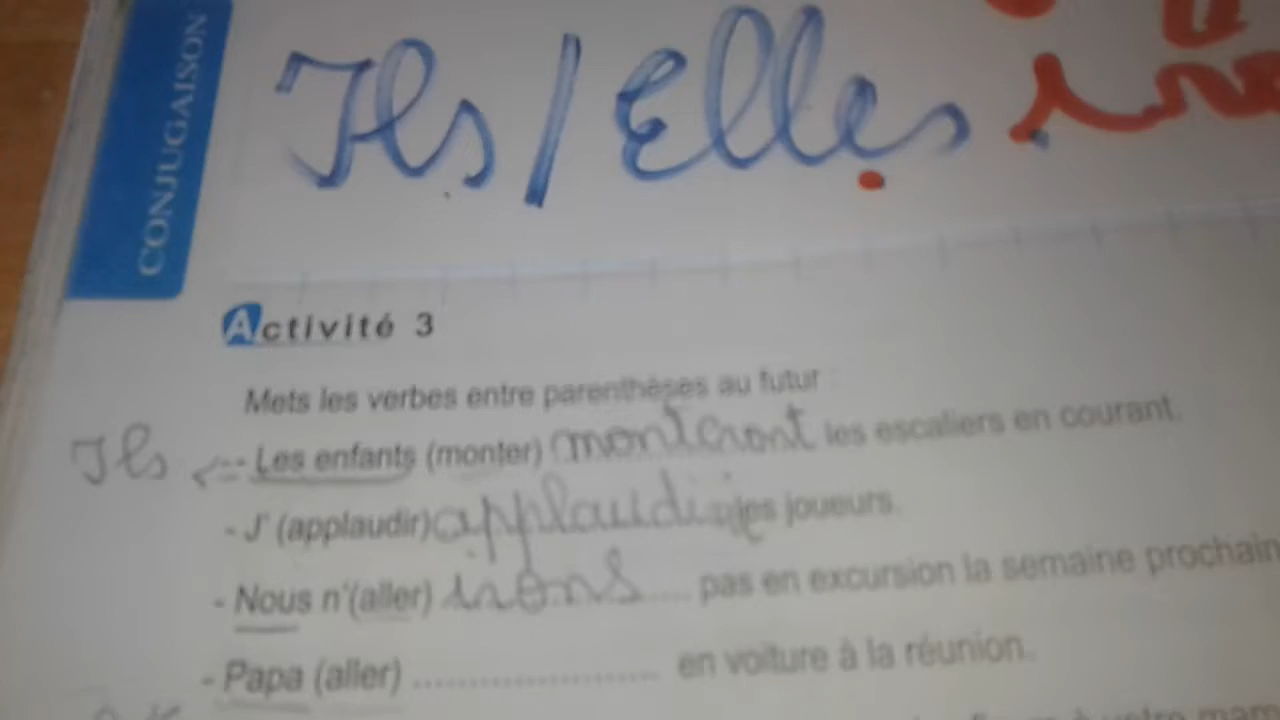 CONJUGAISON
Ils / Elles
Activité 3
Mets les verbes entre parenthèses au futur
Ils <-- Les enfants (monter) monteront les escaliers en courant.
- J' (applaudir) les joueurs.
- Nous n'(aller) irons pas en excursion la semaine prochain
- Papa (aller) .................... en voiture à la réunion.